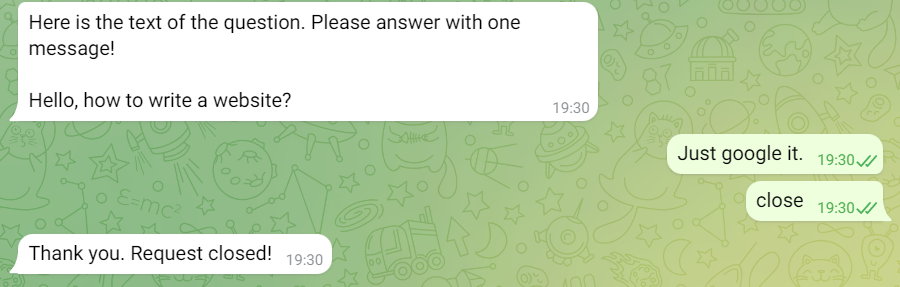 Here is the text of the question. Please answer with one
message!
Hello, how to write a website?
19:30
Just google it. 19:30
close 19:30
Thank you. Request closed! 19:30
ε=mc²